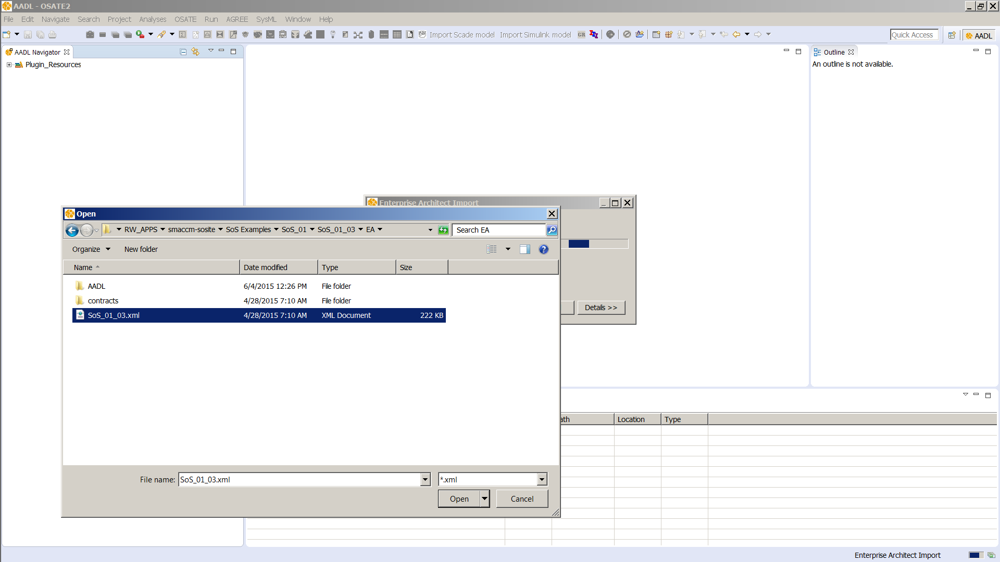 AADL - OSATE2
File Edit Navigate Search Project Analyses OSATE Run AGREE SysML Window Help
Import Scade model Import Simulink model GR Quick Access AADL
AADL Navigator
Plugin_Resources
Outline
An outline is not available.
Enterprise Architect Import
Open
RW_APPS smaccm-sosite SoS Examples SoS_01 SoS_01_03 EA Search EA
Organize New folder
Name Date modified Type Size
AADL 6/4/2015 12:26 PM File folder
contracts 4/28/2015 7:10 AM File folder
SoS_01_03.xml 4/28/2015 7:10 AM XML Document 222 KB
Details >>
ath Location Type
File name: SoS_01_03.xml *.xml
Open Cancel
Enterprise Architect Import